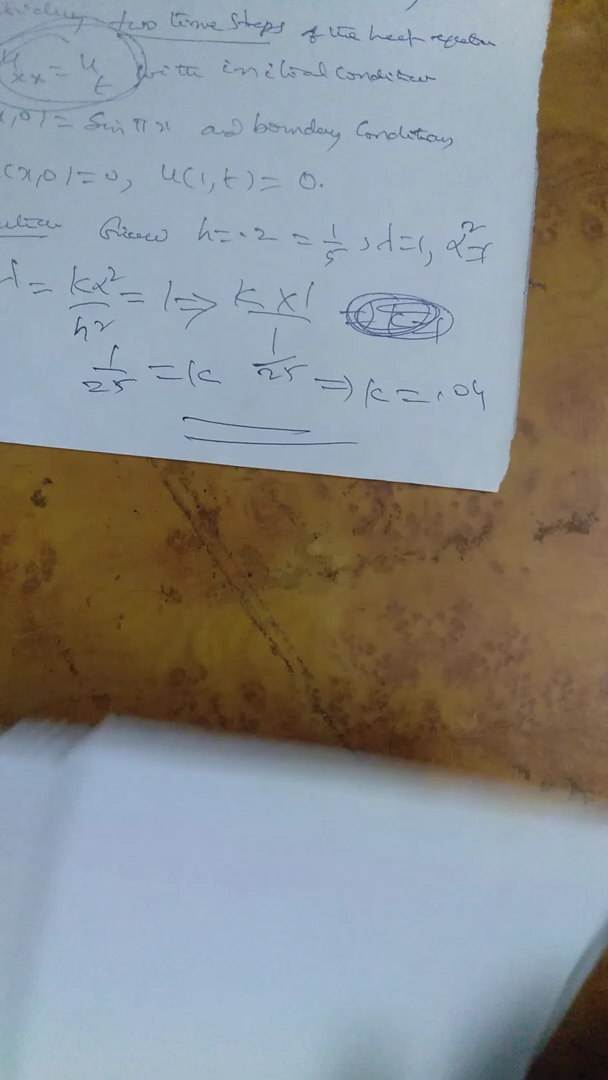 two time steps of the heat equation
u_xx = u_t with initial condition
x,0) = Sin πx and boundary Conditions
(x,0) = 0, u(1,t) = 0.
Given h = .2 = 1/5, λ=1, α²=1
λ = kα²/h² = 1 ⇒ k x 1
1/25 = k 1/25 ⇒ k = .04